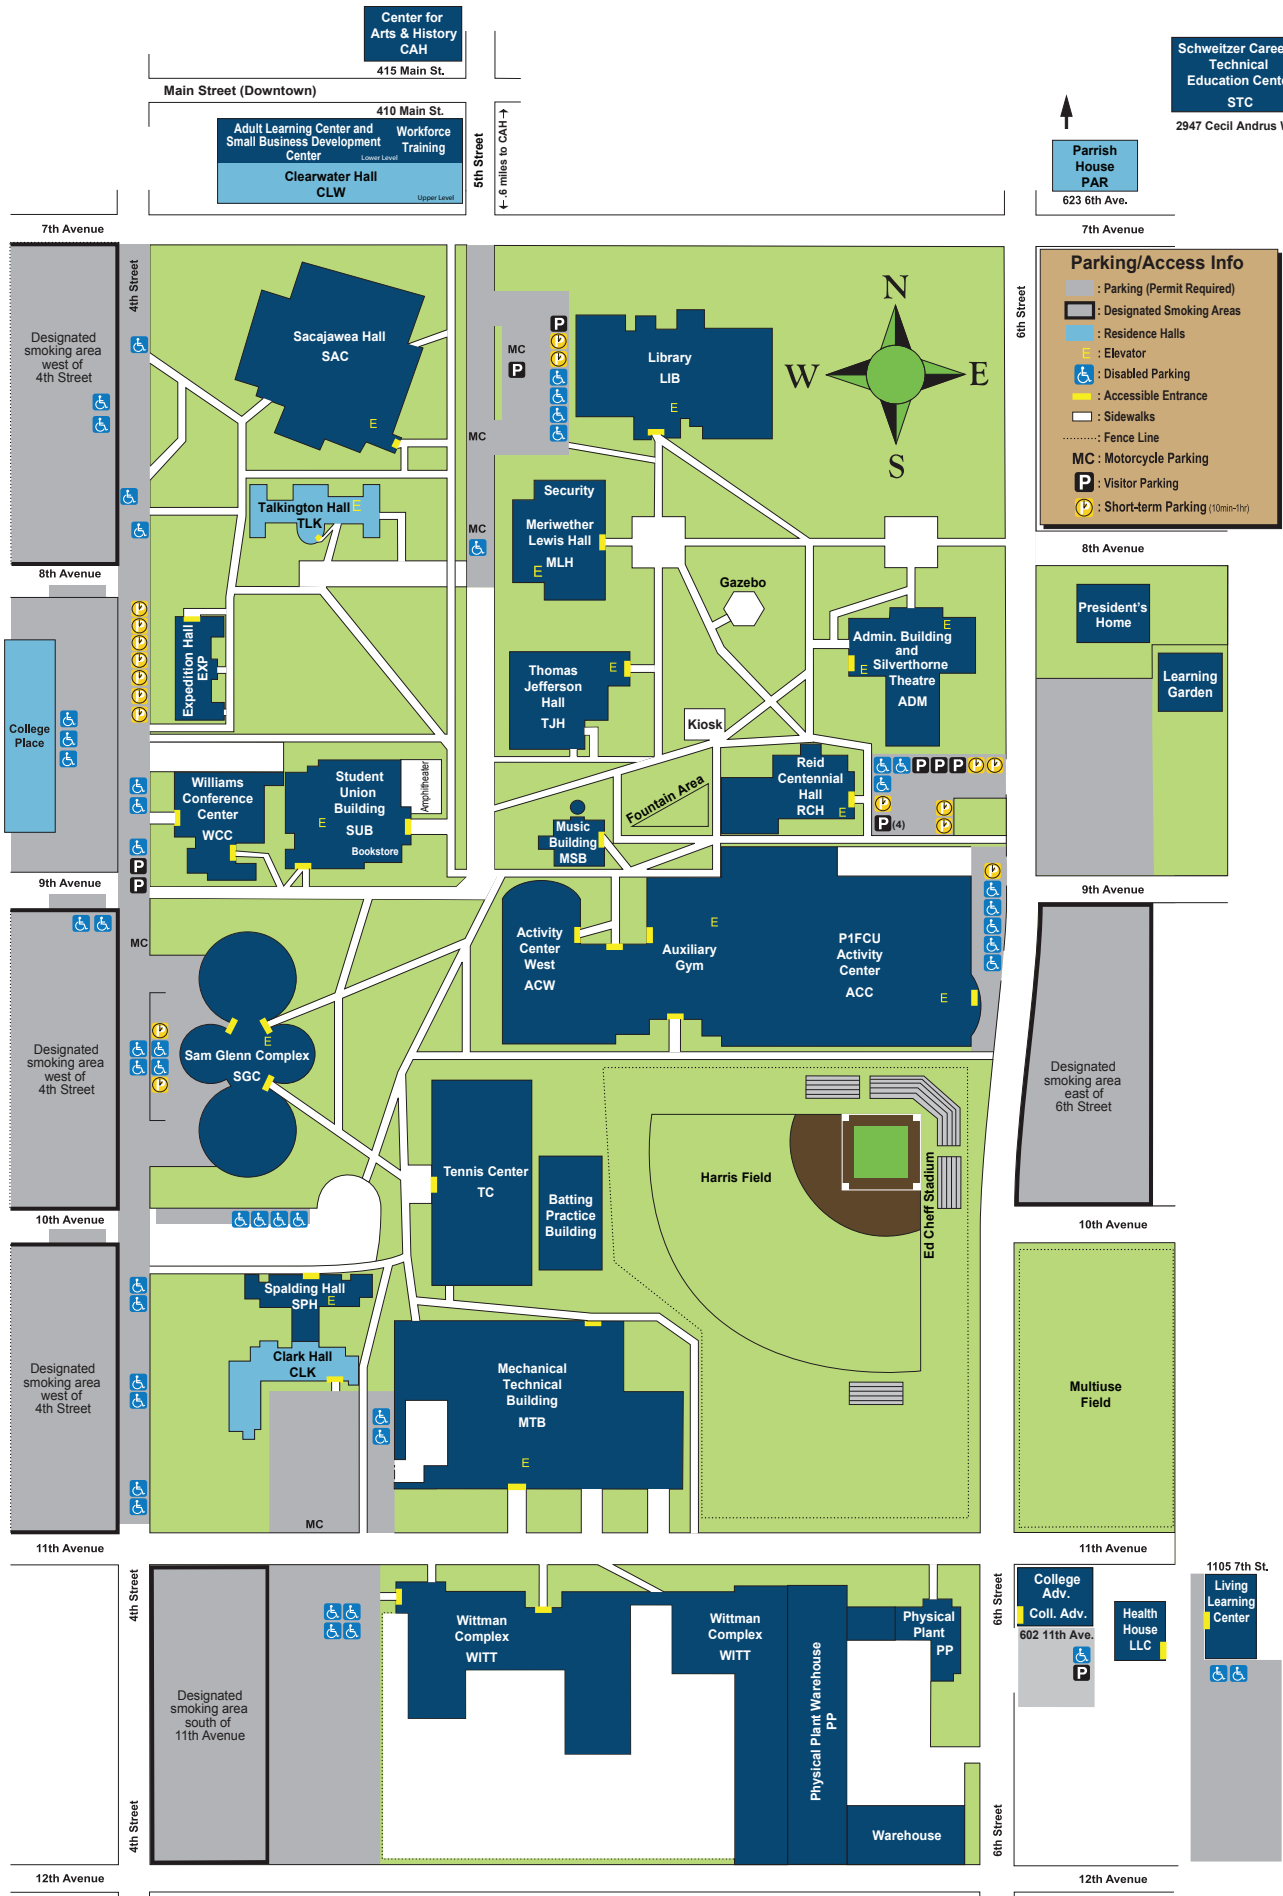 Center for
Arts & History
CAH
415 Main St.
Main Street (Downtown)
410 Main St.
Adult Learning Center and
Small Business Development
Center
Lower Level
Workforce
Training
Clearwater Hall
CLW
Upper Level
5th Street
.6 miles to CAH
Schweitzer Caree
Technical
Education Cente
STC
2947 Cecil Andrus
Parrish
House
PAR
623 6th Ave.
7th Avenue
7th Avenue
4th Street
6th Street
Parking/Access Info
: Parking (Permit Required)
: Designated Smoking Areas
: Residence Halls
E : Elevator
: Disabled Parking
: Accessible Entrance
: Sidewalks
: Fence Line
MC : Motorcycle Parking
P : Visitor Parking
: Short-term Parking (10min-1hr)
Designated
smoking area
west of
4th Street
Sacajawea Hall
SAC
E
MC
P
P
Library
LIB
E
N
W
E
S
MC
Talkington Hall
TLK
E
MC
Security
Meriwether
Lewis Hall
MLH
E
8th Avenue
8th Avenue
Gazebo
President's
Home
Learning
Garden
Expedition Hall
EXP
Thomas
Jefferson
Hall
TJH
E
Admin. Building
and
Silverthorne
Theatre
ADM
E
E
College
Place
Kiosk
Williams
Conference
Center
WCC
Student
Union
Building
SUB
Bookstore
E
Amphitheater
Fountain Area
Reid
Centennial
Hall
RCH
E
P P P
P (4)
Music
Building
MSB
P
P
9th Avenue
9th Avenue
MC
Activity
Center
West
ACW
E
Auxiliary
Gym
P1FCU
Activity
Center
ACC
E
Designated
smoking area
west of
4th Street
E
Sam Glenn Complex
SGC
Designated
smoking area
east of
6th Street
Tennis Center
TC
Batting
Practice
Building
Harris Field
Ed Cheff Stadium
10th Avenue
10th Avenue
Spalding Hall
SPH
E
Clark Hall
CLK
Designated
smoking area
west of
4th Street
Mechanical
Technical
Building
MTB
E
Multiuse
Field
MC
11th Avenue
11th Avenue
4th Street
6th Street
Wittman
Complex
WITT
Wittman
Complex
WITT
Physical
Plant
PP
Physical Plant Warehouse
PP
College
Adv.
Coll. Adv.
602 11th Ave.
P
Health
House
LLC
1105 7th St.
Living
Learning
Center
Designated
smoking area
south of
11th Avenue
4th Street
6th Street
Warehouse
12th Avenue
12th Avenue